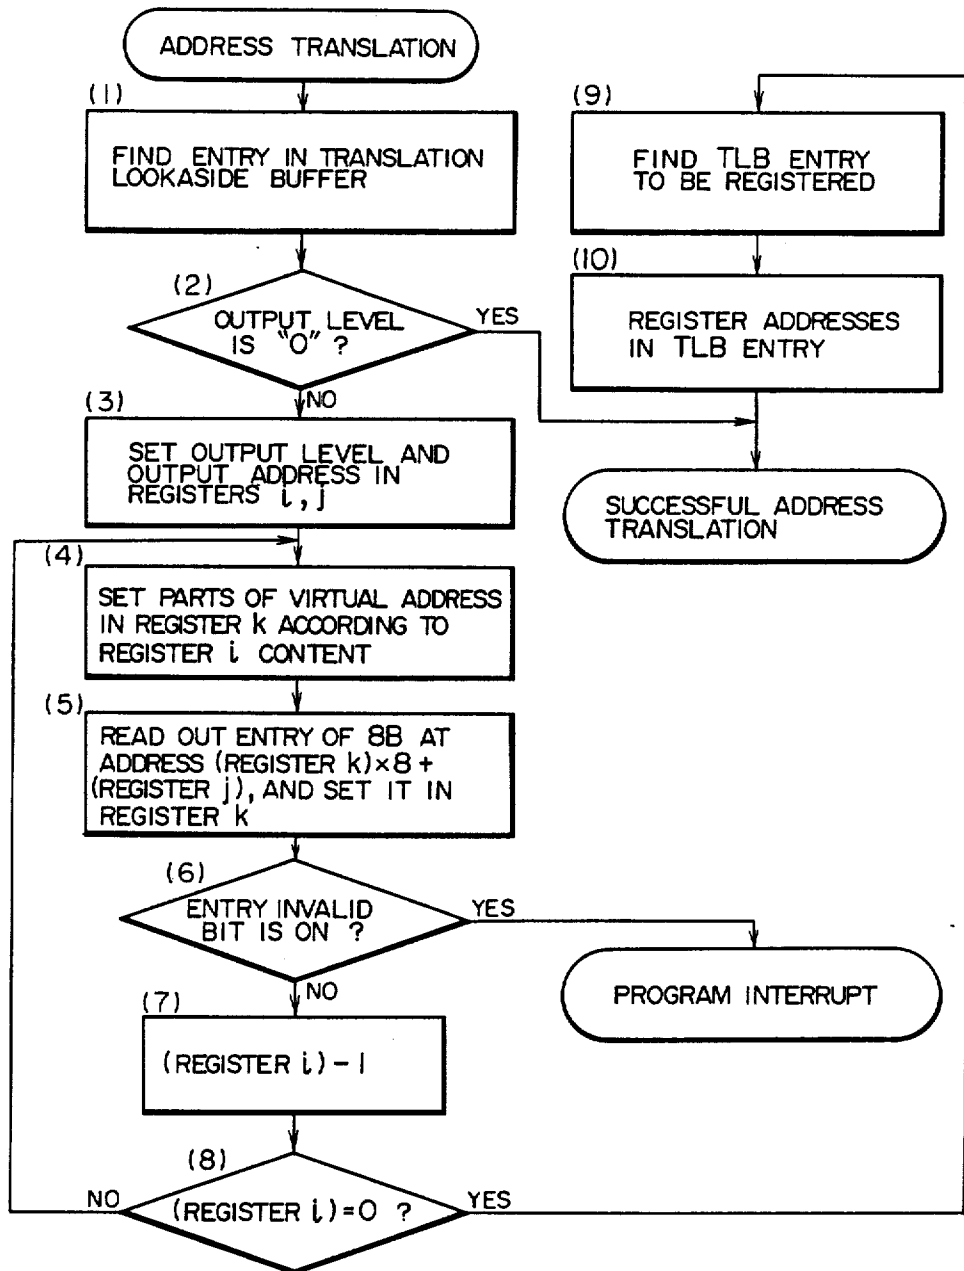 ADDRESS TRANSLATION
(1)
FIND ENTRY IN TRANSLATION
LOOKASIDE BUFFER
(2)
OUTPUT LEVEL
IS "0" ?
YES
NO
(3)
SET OUTPUT LEVEL AND
OUTPUT ADDRESS IN
REGISTERS i, j
(4)
SET PARTS OF VIRTUAL ADDRESS
IN REGISTER k ACCORDING TO
REGISTER i CONTENT
(5)
READ OUT ENTRY OF 8B AT
ADDRESS (REGISTER k)×8+
(REGISTER j), AND SET IT IN
REGISTER k
(6)
ENTRY INVALID
BIT IS ON ?
YES
NO
(7)
(REGISTER i)-1
(8)
(REGISTER i)=0 ?
NO
YES
(9)
FIND TLB ENTRY
TO BE REGISTERED
(10)
REGISTER ADDRESSES
IN TLB ENTRY
SUCCESSFUL ADDRESS
TRANSLATION
PROGRAM INTERRUPT